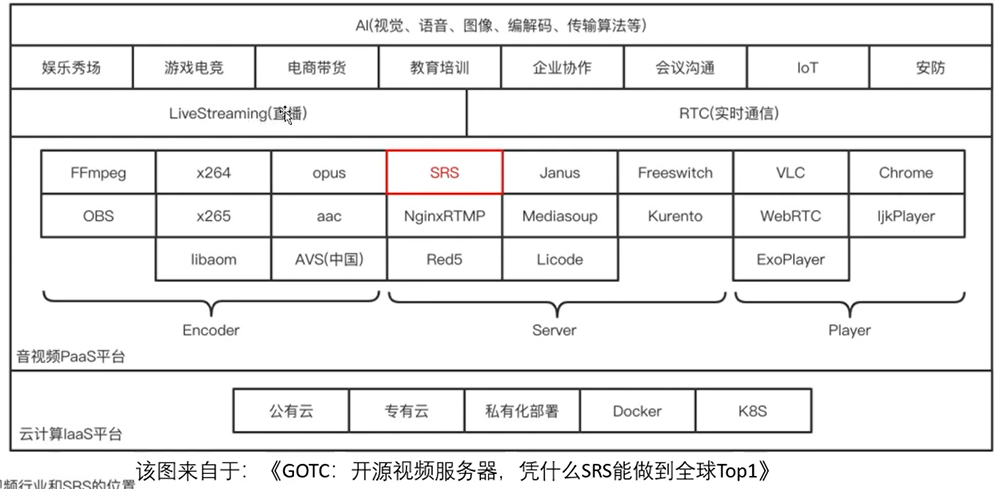 AI(视觉、语音、图像、编解码、传输算法等)
娱乐秀场 游戏电竞 电商带货 教育培训 企业协作 会议沟通 IoT 安防
LiveStreaming(直播) RTC(实时通信)
FFmpeg x264 opus SRS Janus Freeswitch VLC Chrome
OBS x265 aac NginxRTMP Mediasoup Kurento WebRTC IjkPlayer
libaom AVS(中国) Red5 Licode ExoPlayer
Encoder Server Player
音视频PaaS平台
公有云 专有云 私有化部署 Docker K8S
云计算IaaS平台
该图来自于：《GOTC：开源视频服务器，凭什么SRS能做到全球Top1》
频行业和SRS的位置